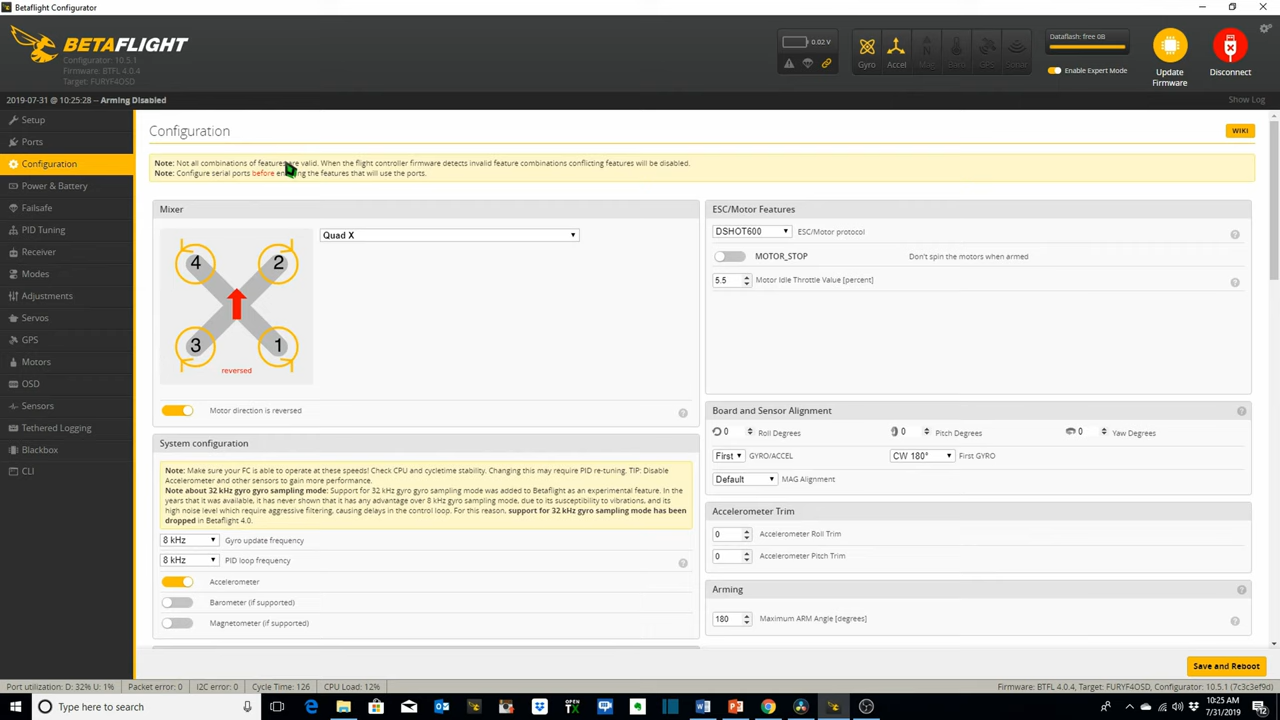 Betaflight Configurator
BETAFLIGHT
Configurator: 10.5.1
Firmware: BTFL 4.0.4
Target: FURYF4OSD
0.02 V
Gyro
Accel
Mag
Baro
GPS
Sonar
Dataflash: free 0B
Enable Expert Mode
Update
Firmware
Disconnect
2019-07-31 @ 10:25:28 -- Arming Disabled
Show Log
Setup
Ports
Configuration
Power & Battery
Failsafe
PID Tuning
Receiver
Modes
Adjustments
Servos
GPS
Motors
OSD
Sensors
Tethered Logging
Blackbox
CLI
Configuration
WIKI
Note: Not all combinations of features are valid. When the flight controller firmware detects invalid feature combinations conflicting features will be disabled.
Note: Configure serial ports before enabling the features that will use the ports.
Mixer
Quad X
4
2
3
1
reversed
Motor direction is reversed
System configuration
Note: Make sure your FC is able to operate at these speeds! Check CPU and cycletime stability. Changing this may require PID re-tuning. TIP: Disable
Accelerometer and other sensors to gain more performance.
Note about 32 kHz gyro gyro sampling mode: Support for 32 kHz gyro sampling mode was added to Betaflight as an experimental feature. In the
years that it was available, it has never shown that it has any advantage over 8 kHz gyro sampling mode, due to its susceptibility to vibrations, and its
high noise level which require aggressive filtering, causing delays in the control loop. For this reason, support for 32 kHz gyro sampling mode has been
dropped in Betaflight 4.0.
8 kHz
Gyro update frequency
8 kHz
PID loop frequency
Accelerometer
Barometer (if supported)
Magnetometer (if supported)
ESC/Motor Features
DSHOT600
ESC/Motor protocol
MOTOR_STOP
Don't spin the motors when armed
5.5
Motor Idle Throttle Value [percent]
Board and Sensor Alignment
0
Roll Degrees
0
Pitch Degrees
0
Yaw Degrees
First
GYRO/ACCEL
CW 180°
First GYRO
Default
MAG Alignment
Accelerometer Trim
0
Accelerometer Roll Trim
0
Accelerometer Pitch Trim
Arming
180
Maximum ARM Angle [degrees]
Save and Reboot
Port utilization: D: 32% U: 1%
Packet error: 0
I2C error: 0
Cycle Time: 126
CPU Load: 12%
Firmware: BTFL 4.0.4, Target: FURYF4OSD, Configurator: 10.5.1 (7c3c3e9d)
Type here to search
OPEN
TX
10:25 AM
7/31/2019